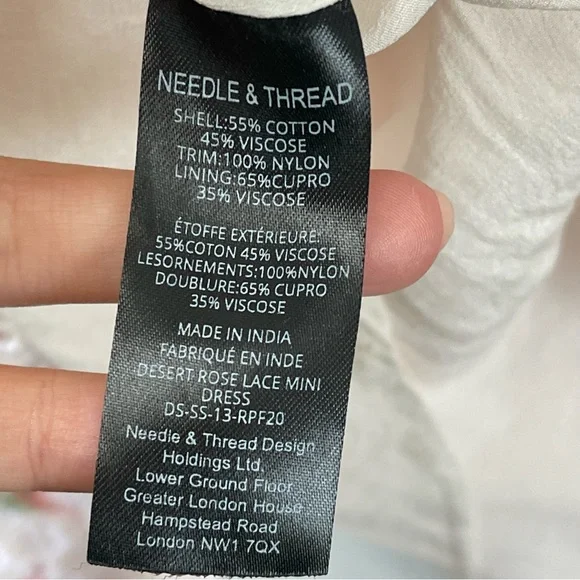 NEEDLE & THREAD
SHELL:55% COTTON
45% VISCOSE
TRIM:100% NYLON
LINING:65%CUPRO
35% VISCOSE
ÉTOFFE EXTÉRIEURE:
55%COTON 45% VISCOSE
LESORNEMENTS:100%NYLON
DOUBLURE:65% CUPRO
35% VISCOSE
MADE IN INDIA
FABRIQUÉ EN INDE
DESERT ROSE LACE MINI
DRESS
DS-SS-13-RPF20
Needle & Thread Design
Holdings Ltd.
Lower Ground Floor
Greater London House
Hampstead Road
London NW1 7QX